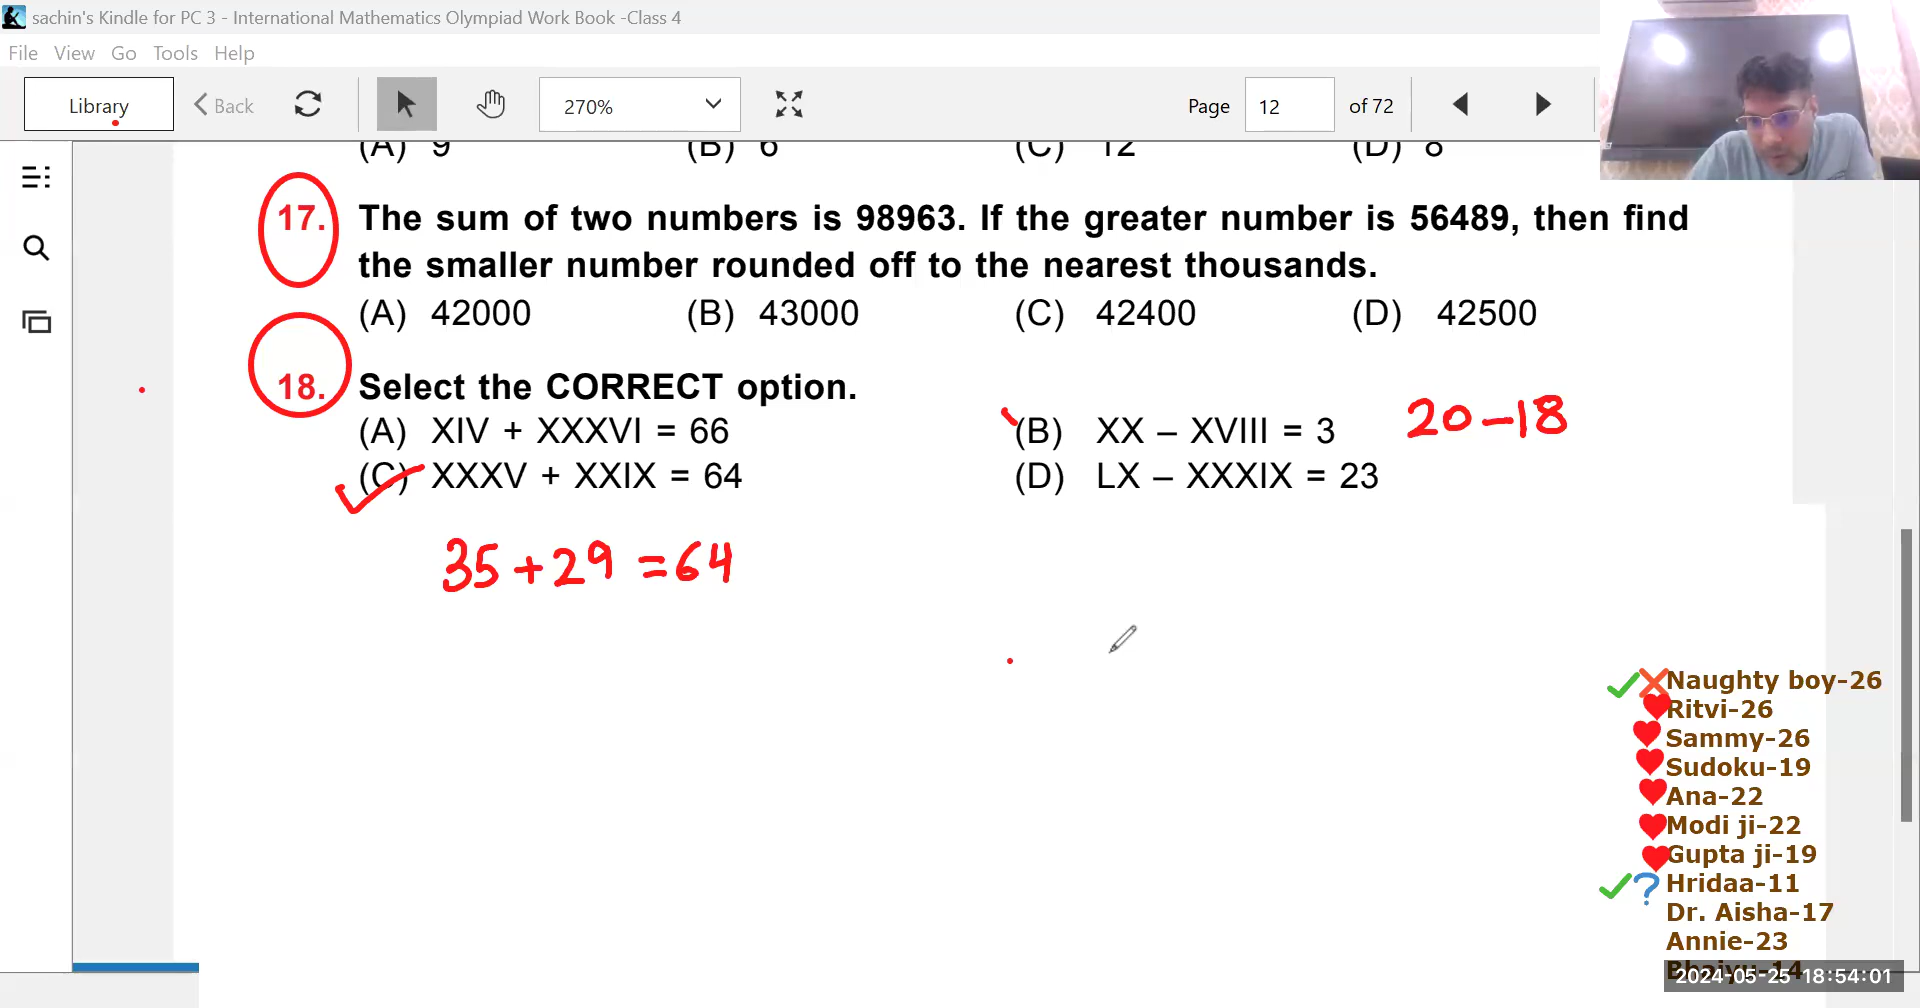 sachin's Kindle for PC 3 - International Mathematics Olympiad Work Book -Class 4
File View Go Tools Help
Library Back 270% Page 12 of 72
(A) 9 (B) 6 (C) 12 (D) 8
17. The sum of two numbers is 98963. If the greater number is 56489, then find
the smaller number rounded off to the nearest thousands.
(A) 42000 (B) 43000 (C) 42400 (D) 42500
18. Select the CORRECT option.
(A) XIV + XXXVI = 66 (B) XX – XVIII = 3 20-18
(C) XXXV + XXIX = 64 (D) LX – XXXIX = 23
35+29 =64
Naughty boy-26
Ritvi-26
Sammy-26
Sudoku-19
Ana-22
Modi ji-22
Gupta ji-19
? Hridaa-11
Dr. Aisha-17
Annie-23
2024-05-25 18:54:01